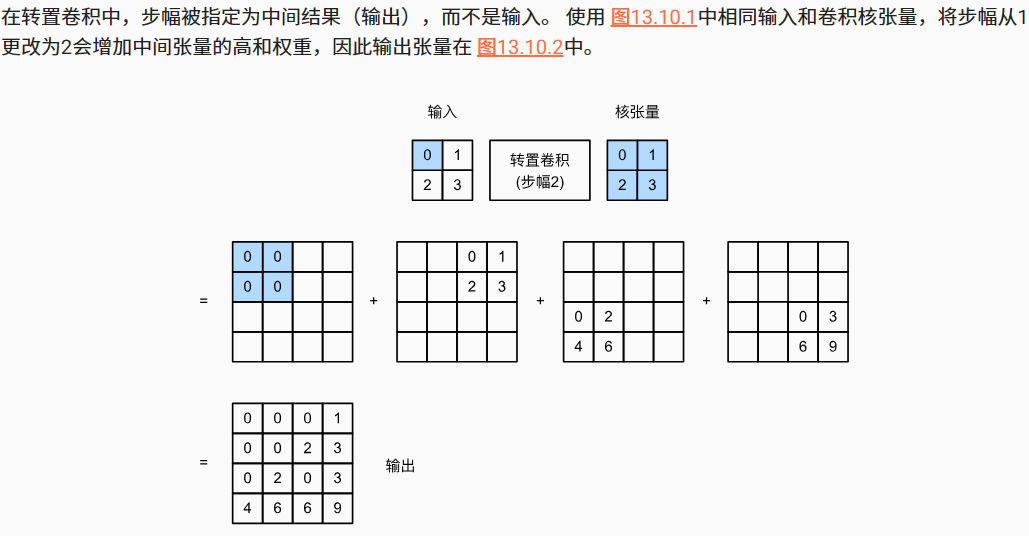 在转置卷积中，步幅被指定为中间结果（输出），而不是输入。 使用 图13.10.1中相同输入和卷积核张量，将步幅从1
更改为2会增加中间张量的高和权重，因此输出张量在 图13.10.2中。
输入 核张量
0 1 转置卷积 0 1
2 3 (步幅2) 2 3
0 0 0 1
0 0 2 3
= + + +
0 2 0 3
4 6 6 9
0 0 0 1
0 0 2 3
= 输出
0 2 0 3
4 6 6 9